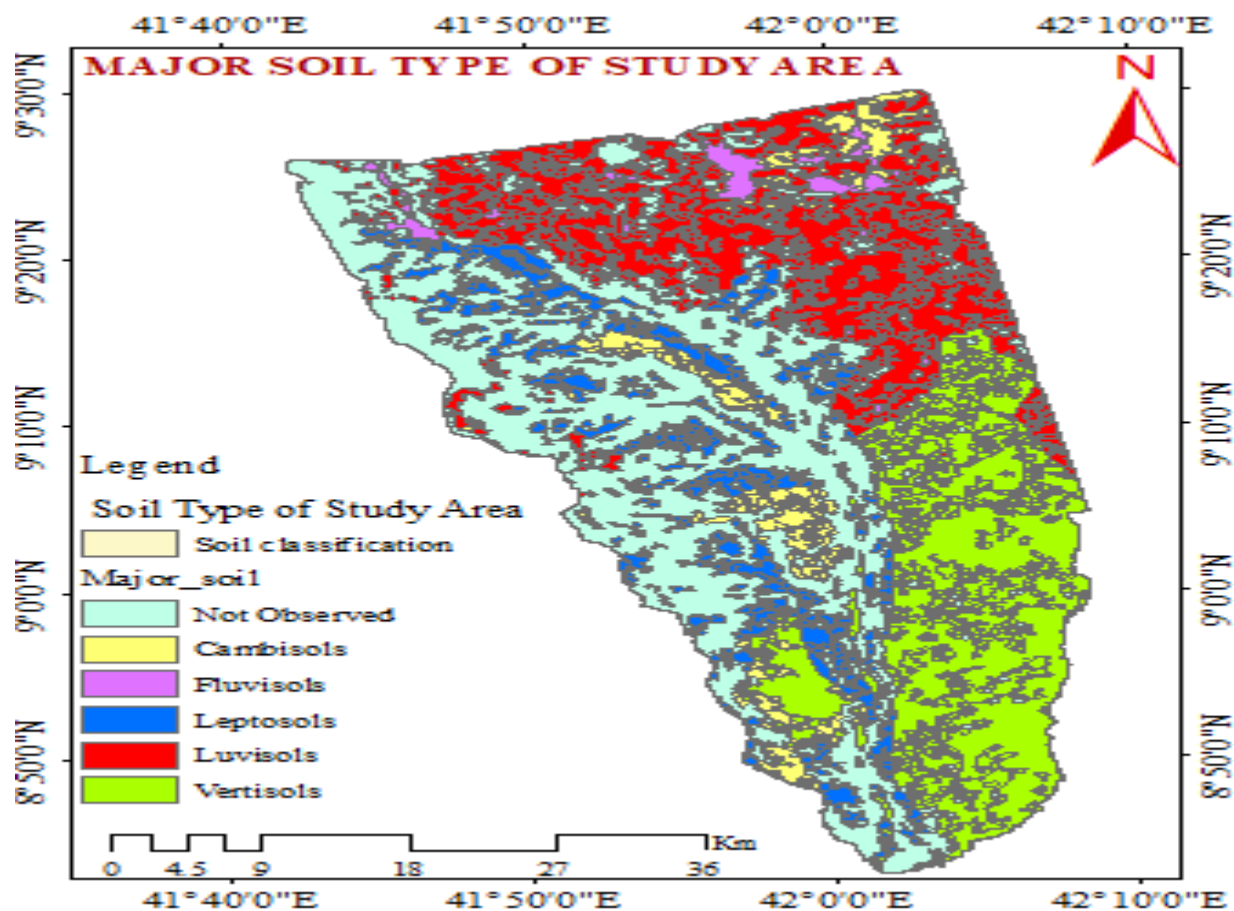 41°40'0"E 41°50'0"E 42°0'0"E 42°10'0"E
MAJOR SOIL TYPE OF STUDY AREA
N
9°30'0"N
9°20'0"N 9°20'0"N
9°10'0"N 9°10'0"N
Legend
Soil Type of Study Area
Soil classification
Major_soil
9°0'0"N 9°0'0"N
Not Observed
Cambisols
Fluvisols
Leptosols
Luvisols
8°50'0"N 8°50'0"N
Vertisols
Km
0 4.5 9 18 27 36
41°40'0"E 41°50'0"E 42°0'0"E 42°10'0"E